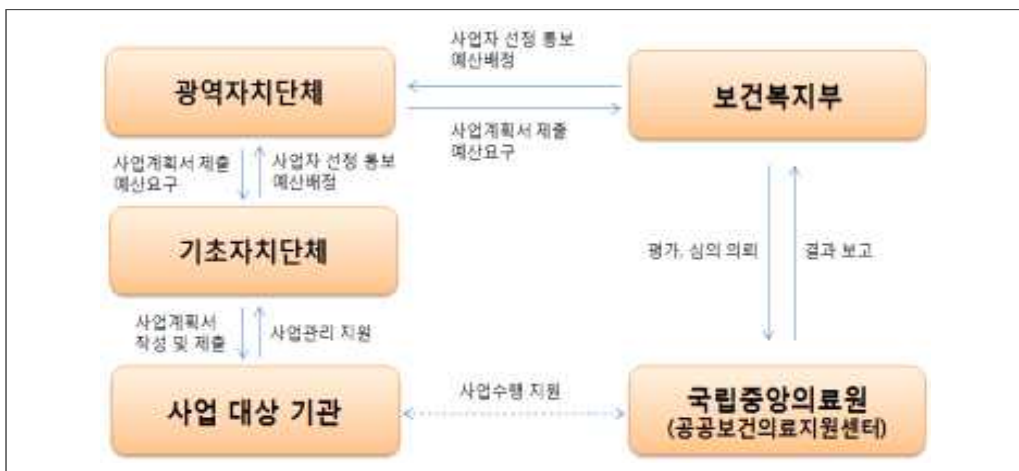 사업자 선정 통보
예산배정
광역자치단체
보건복지부
사업계획서 제출
예산요구
사업계획서 제출
예산요구
사업자 선정 통보
예산배정
기초자치단체
평가, 심의 의뢰
결과 보고
사업계획서
작성 및 제출
사업관리 지원
사업 대상 기관
사업수행 지원
국립중앙의료원
(공공보건의료지원센터)